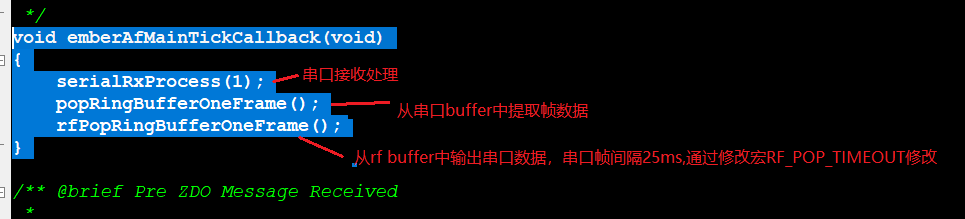 */
void emberAfMainTickCallback(void)
{
serialRxProcess(1); 串口接收处理
popRingBufferOneFrame(); 从串口buffer中提取帧数据
rfPopRingBufferOneFrame();
} 从rf buffer中输出串口数据，串口帧间隔25ms,通过修改宏RF_POP_TIMEOUT修改
/** @brief Pre ZDO Message Received
*